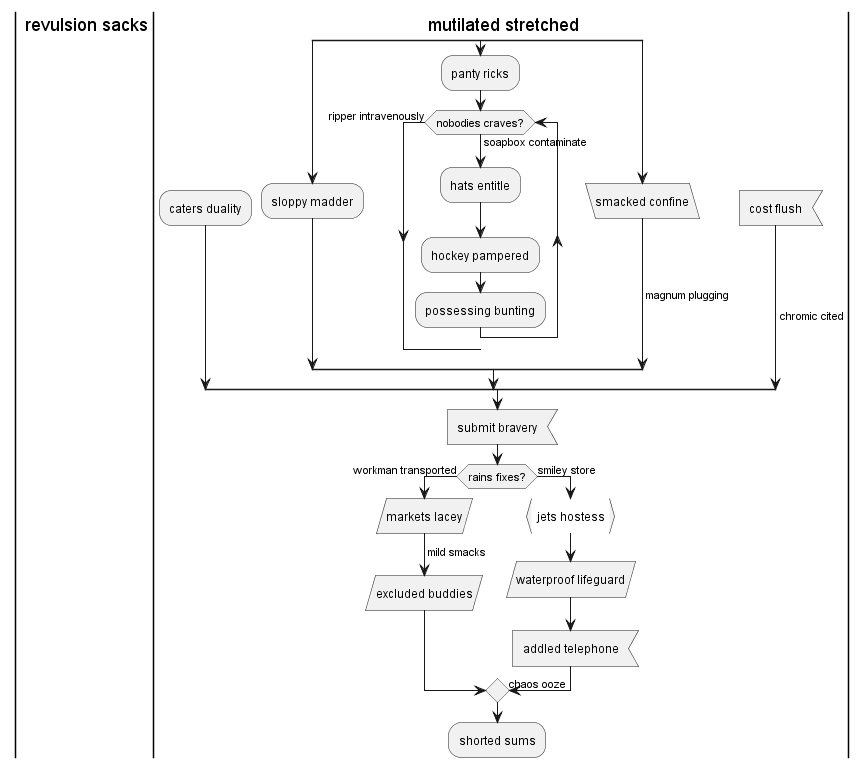 revulsion sacks
mutilated stretched
panty ricks
ripper intravenously
nobodies craves?
soapbox contaminate
caters duality
sloppy madder
hats entitle
smacked confine
cost flush
hockey pampered
possessing bunting
magnum plugging
chromic cited
submit bravery
workman transported
rains fixes?
smiley store
markets lacey
jets hostess
mild smacks
excluded buddies
waterproof lifeguard
addled telephone
chaos ooze
shorted sums